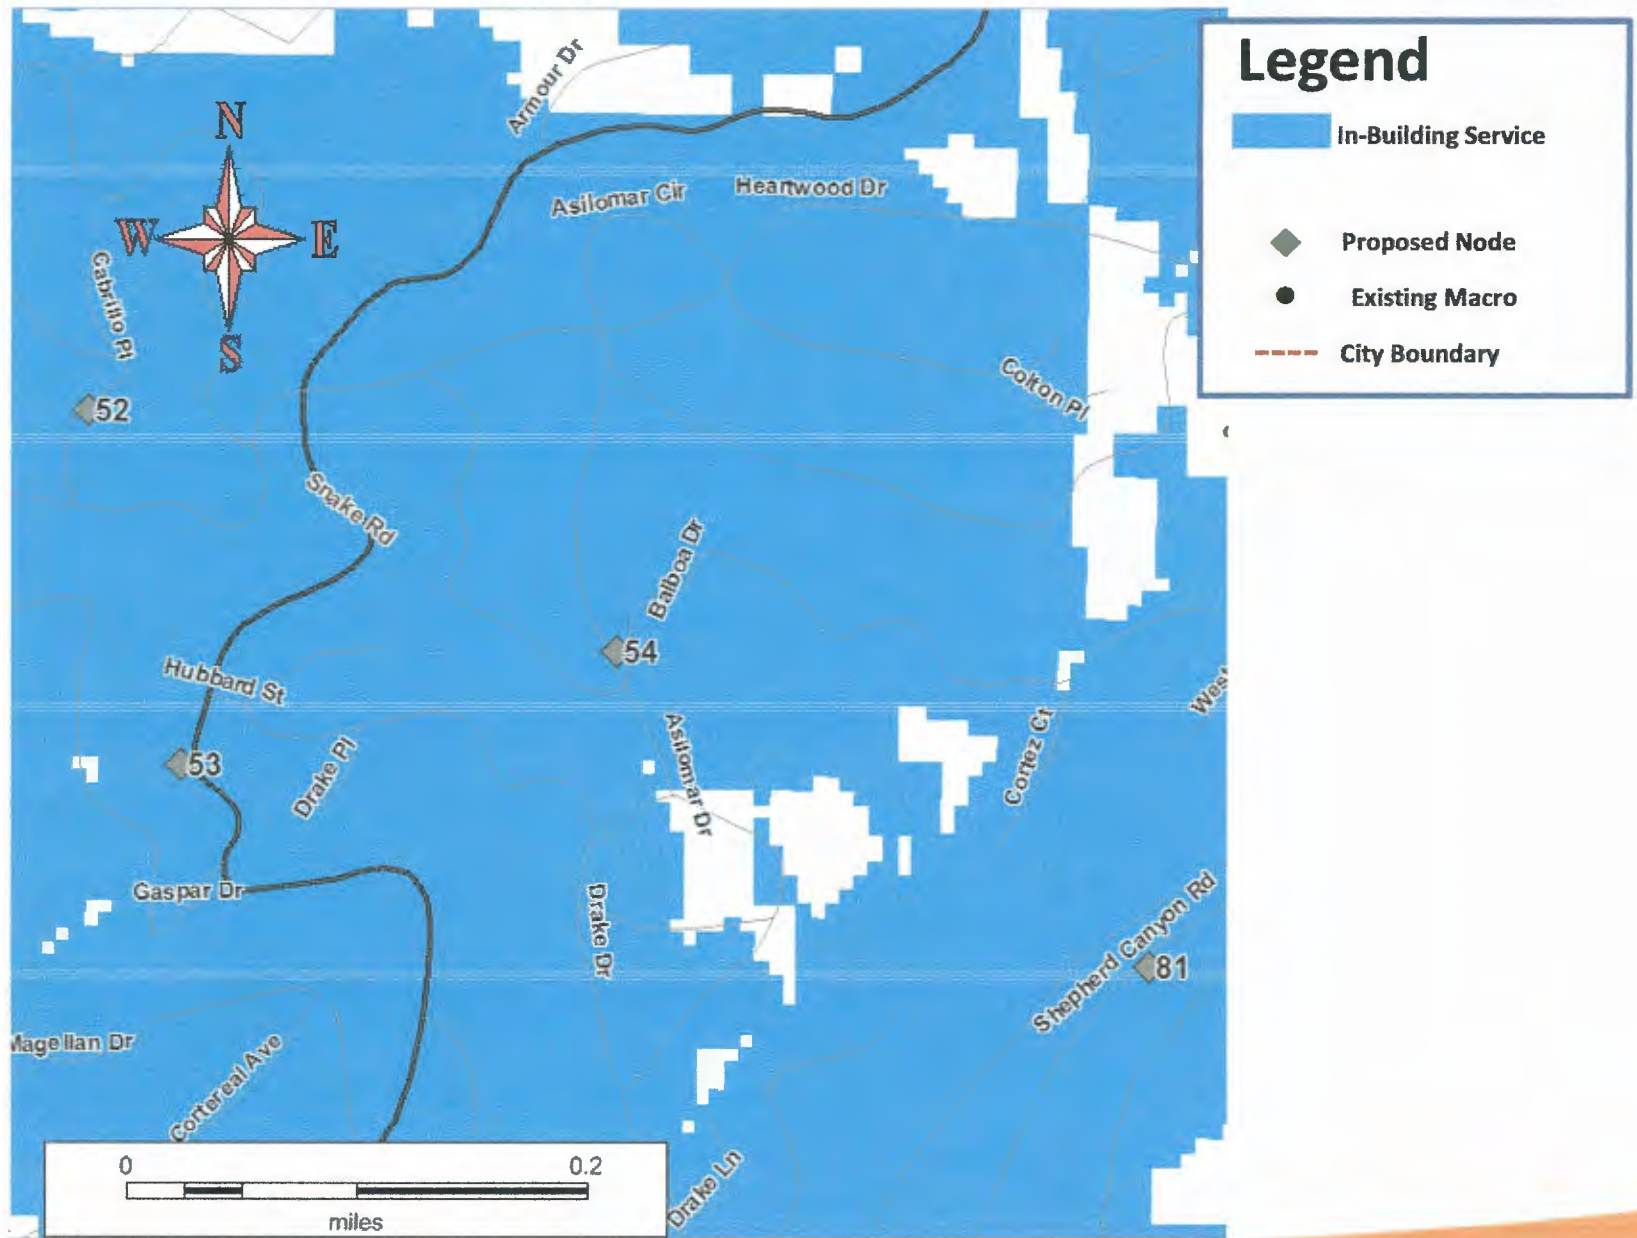 Legend
In-Building Service
Proposed Node
Existing Macro
City Boundary
N
W
E
S
Armour Dr
Asilomar Cir
Heartwood Dr
Cabrillo Pl
Colton Pl
52
Snake Rd
Balboa Dr
54
Hubbard St
53
Drake Pl
Asilomar Dr
Cortez Ct
West
Gaspar Dr
Drake Dr
Shepherd Canyon Rd
81
Magellan Dr
Cortereal Ave
Drake Ln
0 0.2
miles